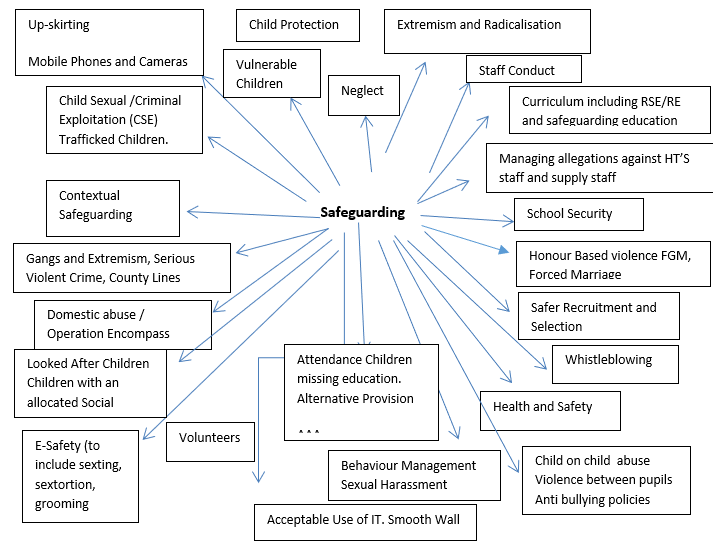 Up-skirting
Mobile Phones and Cameras
Child Protection
Extremism and Radicalisation
Vulnerable
Children
Neglect
Staff Conduct
Child Sexual /Criminal
Exploitation (CSE)
Trafficked Children.
Curriculum including RSE/RE
and safeguarding education
Managing allegations against HT'S
staff and supply staff
Contextual
Safeguarding
Safeguarding
School Security
Gangs and Extremism, Serious
Violent Crime, County Lines
Honour Based violence FGM,
Forced Marriage
Domestic abuse /
Operation Encompass
Safer Recruitment and
Selection
Looked After Children
Children with an
allocated Social
Attendance Children
missing education.
Alternative Provision
Whistleblowing
Health and Safety
E-Safety (to
include sexting,
sextortion,
grooming
Volunteers
Behaviour Management
Sexual Harassment
Child on child  abuse
Violence between pupils
Anti bullying policies
Acceptable Use of IT. Smooth Wall